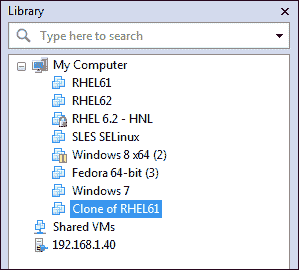 Library
Type here to search
My Computer
RHEL61
RHEL62
RHEL 6.2 - HNL
SLES SELinux
Windows 8 x64 (2)
Fedora 64-bit (3)
Windows 7
Clone of RHEL61
Shared VMs
192.168.1.40